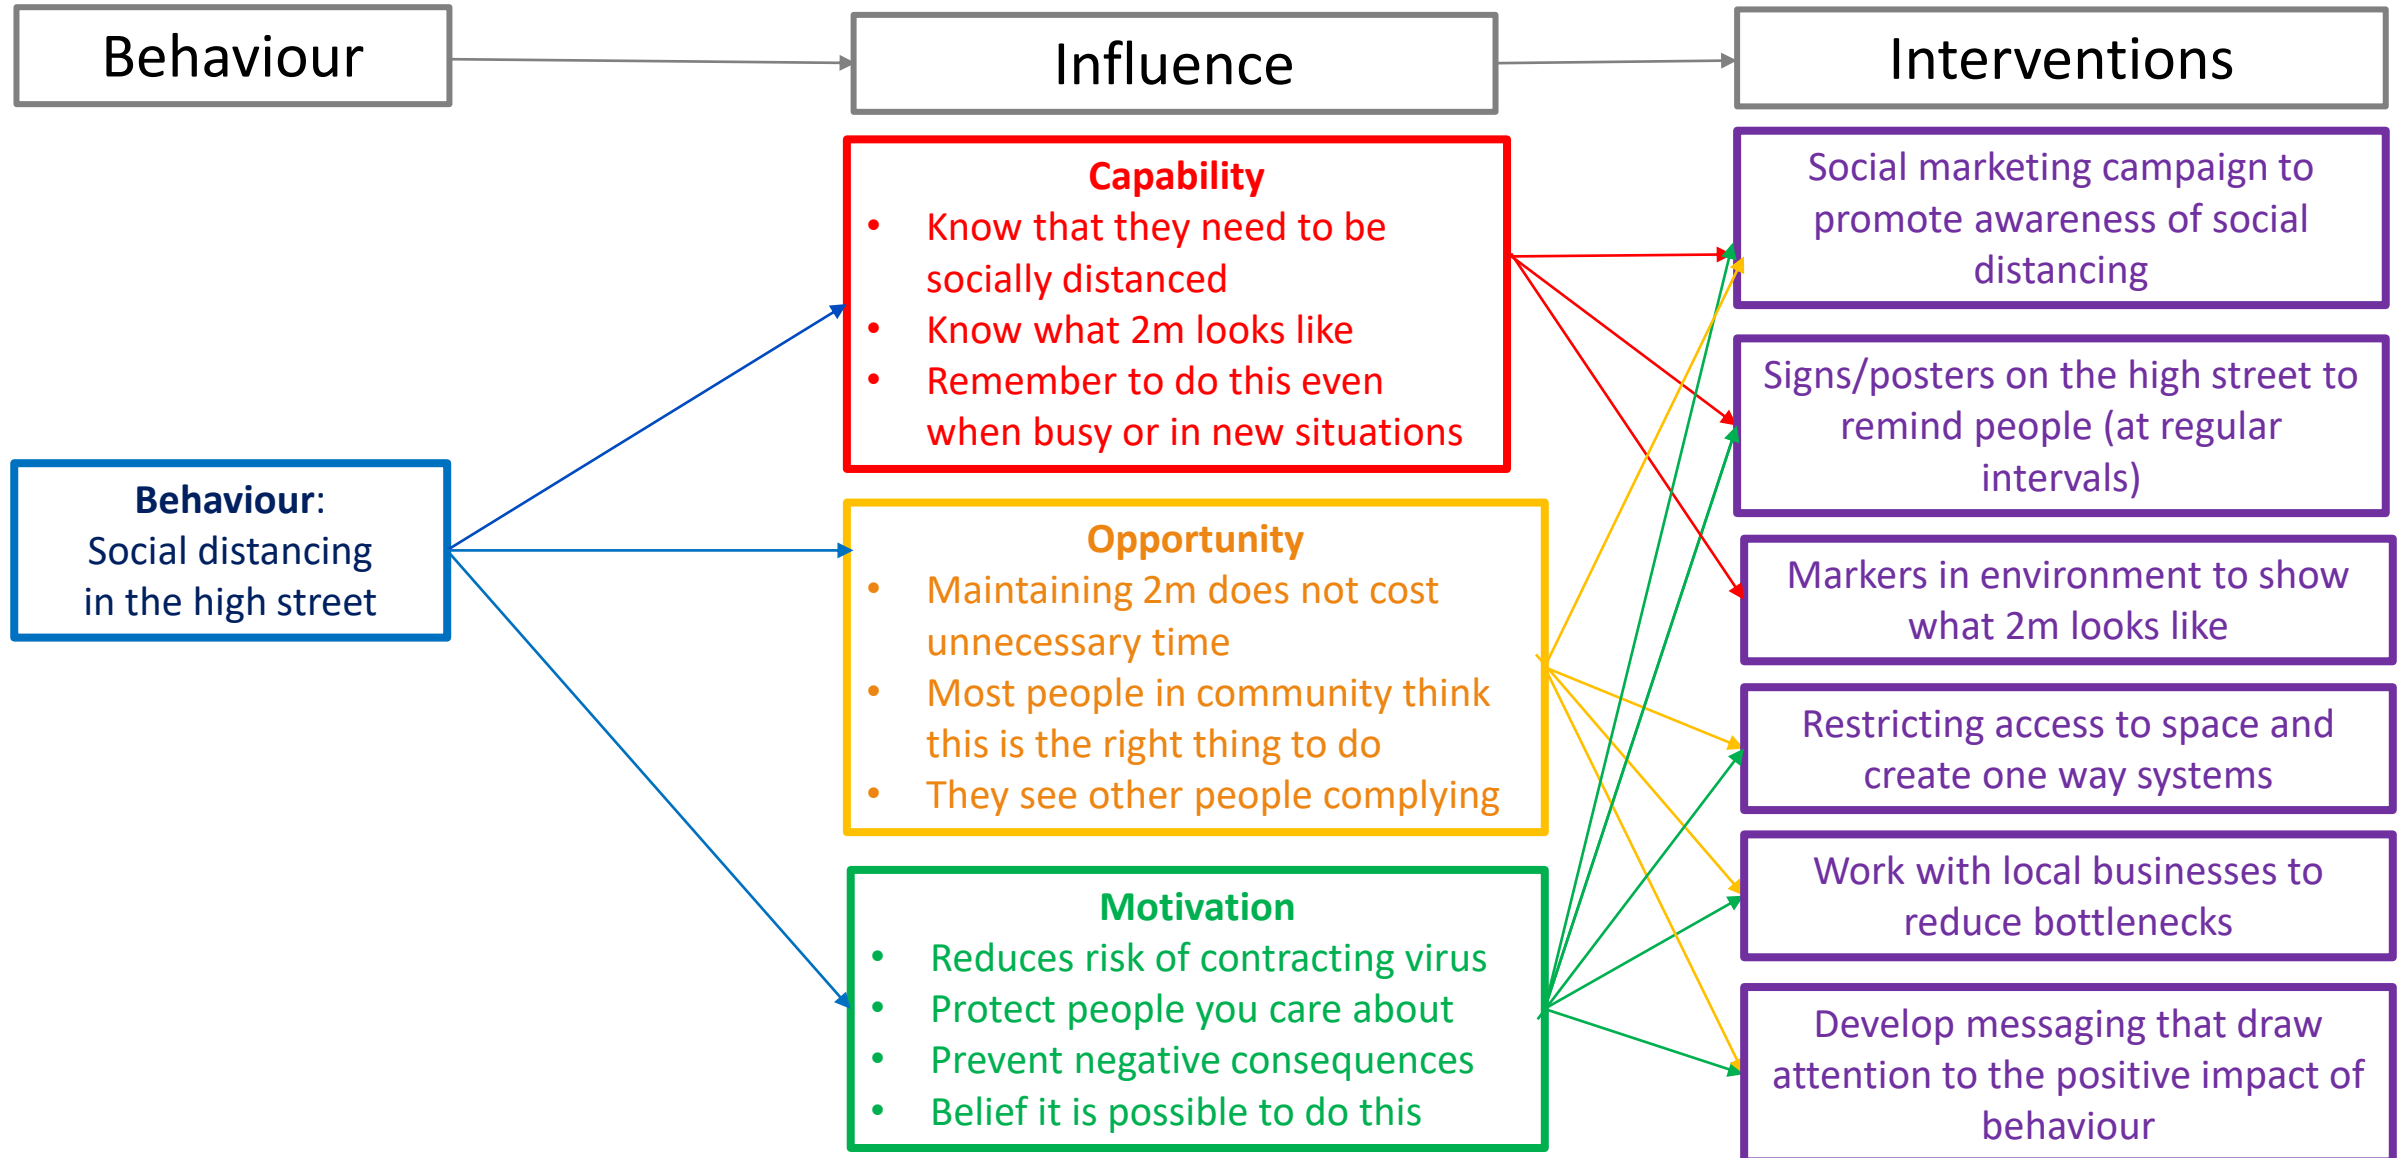 Behaviour
Influence
Interventions
Behaviour:
Social distancing
in the high street
Capability
• Know that they need to be
socially distanced
• Know what 2m looks like
• Remember to do this even
when busy or in new situations
Opportunity
• Maintaining 2m does not cost
unnecessary time
• Most people in community think
this is the right thing to do
• They see other people complying
Motivation
• Reduces risk of contracting virus
• Protect people you care about
• Prevent negative consequences
• Belief it is possible to do this
Social marketing campaign to
promote awareness of social
distancing
Signs/posters on the high street to
remind people (at regular
intervals)
Markers in environment to show
what 2m looks like
Restricting access to space and
create one way systems
Work with local businesses to
reduce bottlenecks
Develop messaging that draw
attention to the positive impact of
behaviour